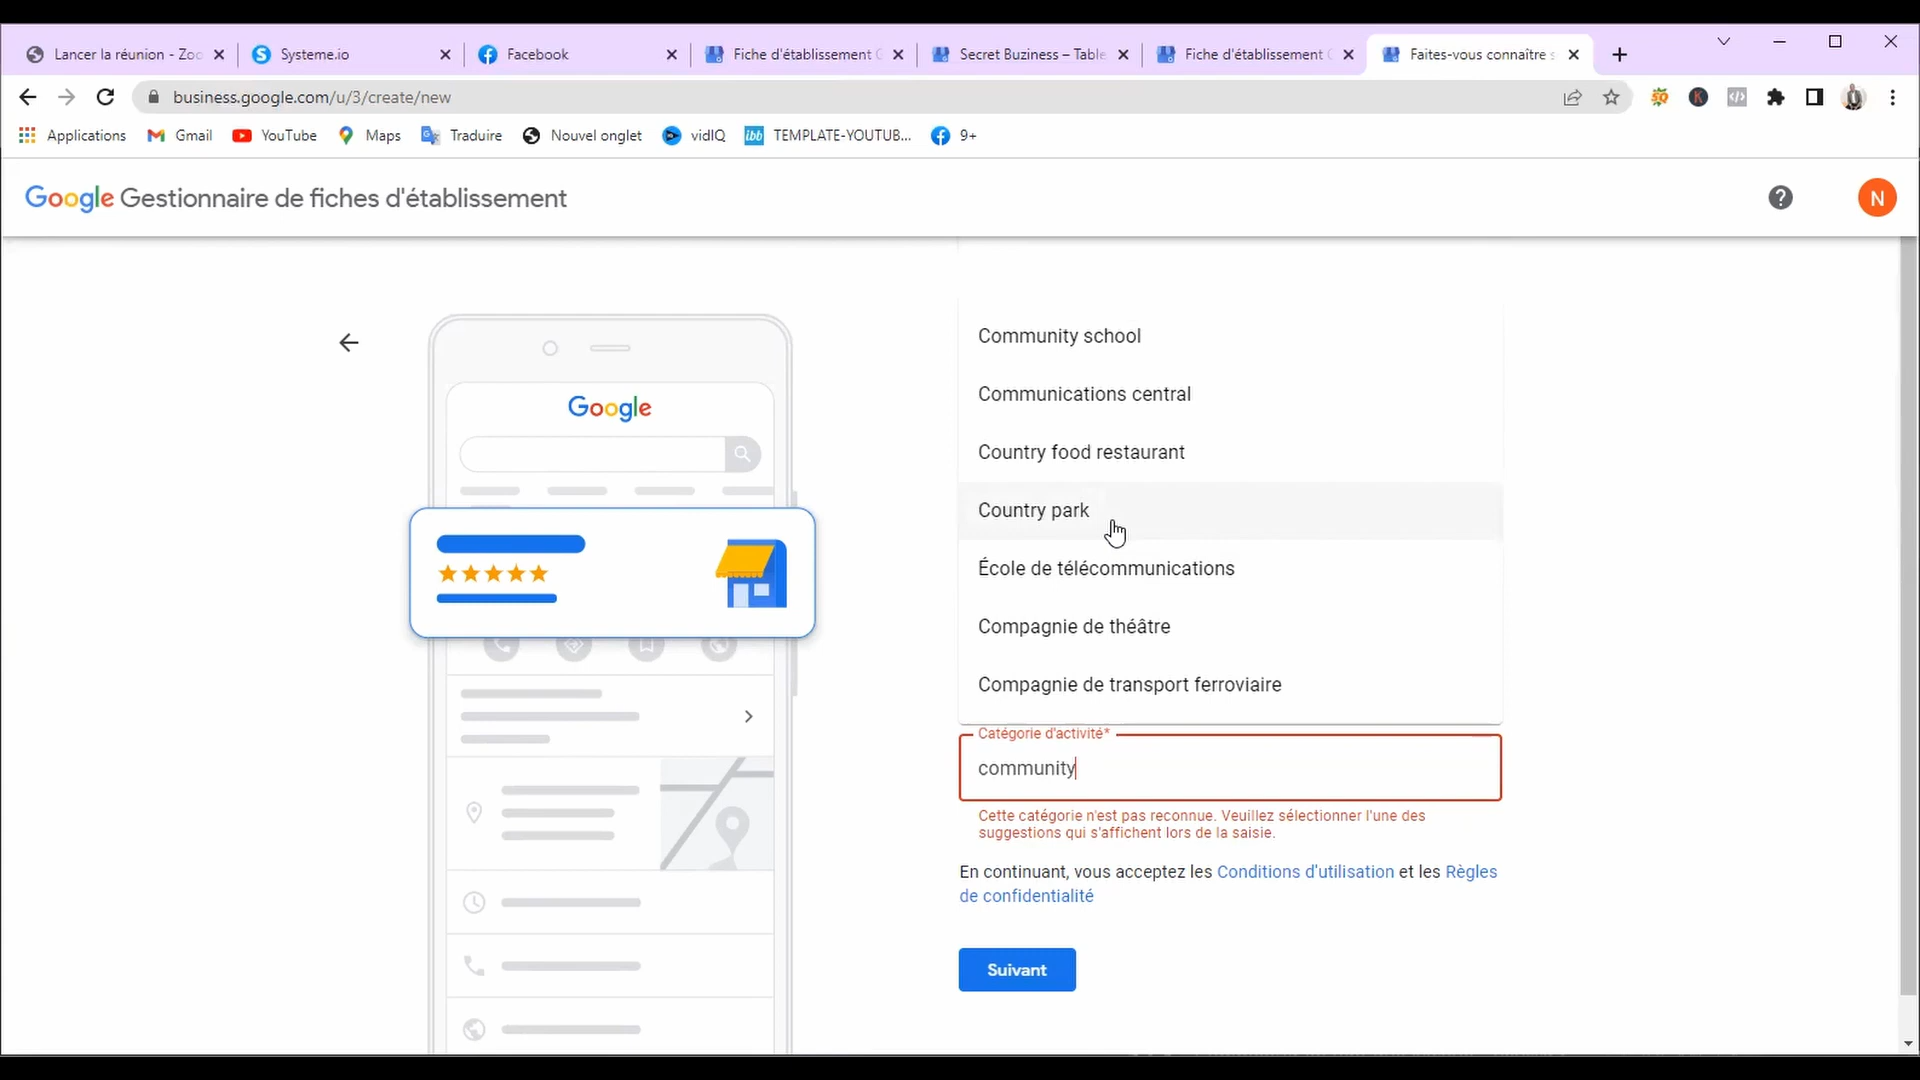 Lancer la réunion - Zoo
Systeme.io
Facebook
Fiche d'établissement G
Secret Buziness – Table
Fiche d'établissement G
Faites-vous connaître s
business.google.com/u/3/create/new
Applications
Gmail
YouTube
Maps
Traduire
Nouvel onglet
vidIQ
TEMPLATE-YOUTUB...
9+
Google Gestionnaire de fiches d'établissement
N
Google
Community school
Communications central
Country food restaurant
Country park
École de télécommunications
Compagnie de théâtre
Compagnie de transport ferroviaire
Catégorie d'activité*
community
Cette catégorie n'est pas reconnue. Veuillez sélectionner l'une des
suggestions qui s'affichent lors de la saisie.
En continuant, vous acceptez les Conditions d'utilisation et les Règles
de confidentialité
Suivant